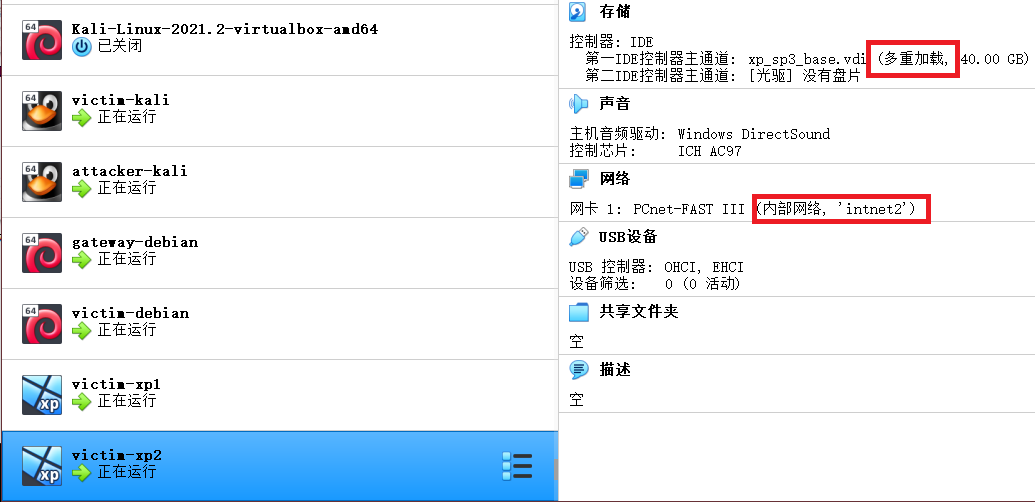 64
Kali-Linux-2021.2-virtualbox-amd64
已关闭
64
victim-kali
正在运行
64
attacker-kali
正在运行
64
gateway-debian
正在运行
64
victim-debian
正在运行
xp
victim-xp1
正在运行
xp
victim-xp2
正在运行
存储
控制器: IDE
第一IDE控制器主通道: xp_sp3_base.vdi (多重加载, 40.00 GB)
第二IDE控制器主通道: [光驱] 没有盘片
声音
主机音频驱动: Windows DirectSound
控制芯片: ICH AC97
网络
网卡 1: PCnet-FAST III (内部网络, 'intnet2')
USB设备
USB 控制器: OHCI, EHCI
设备筛选: 0 (0 活动)
共享文件夹
空
描述
空